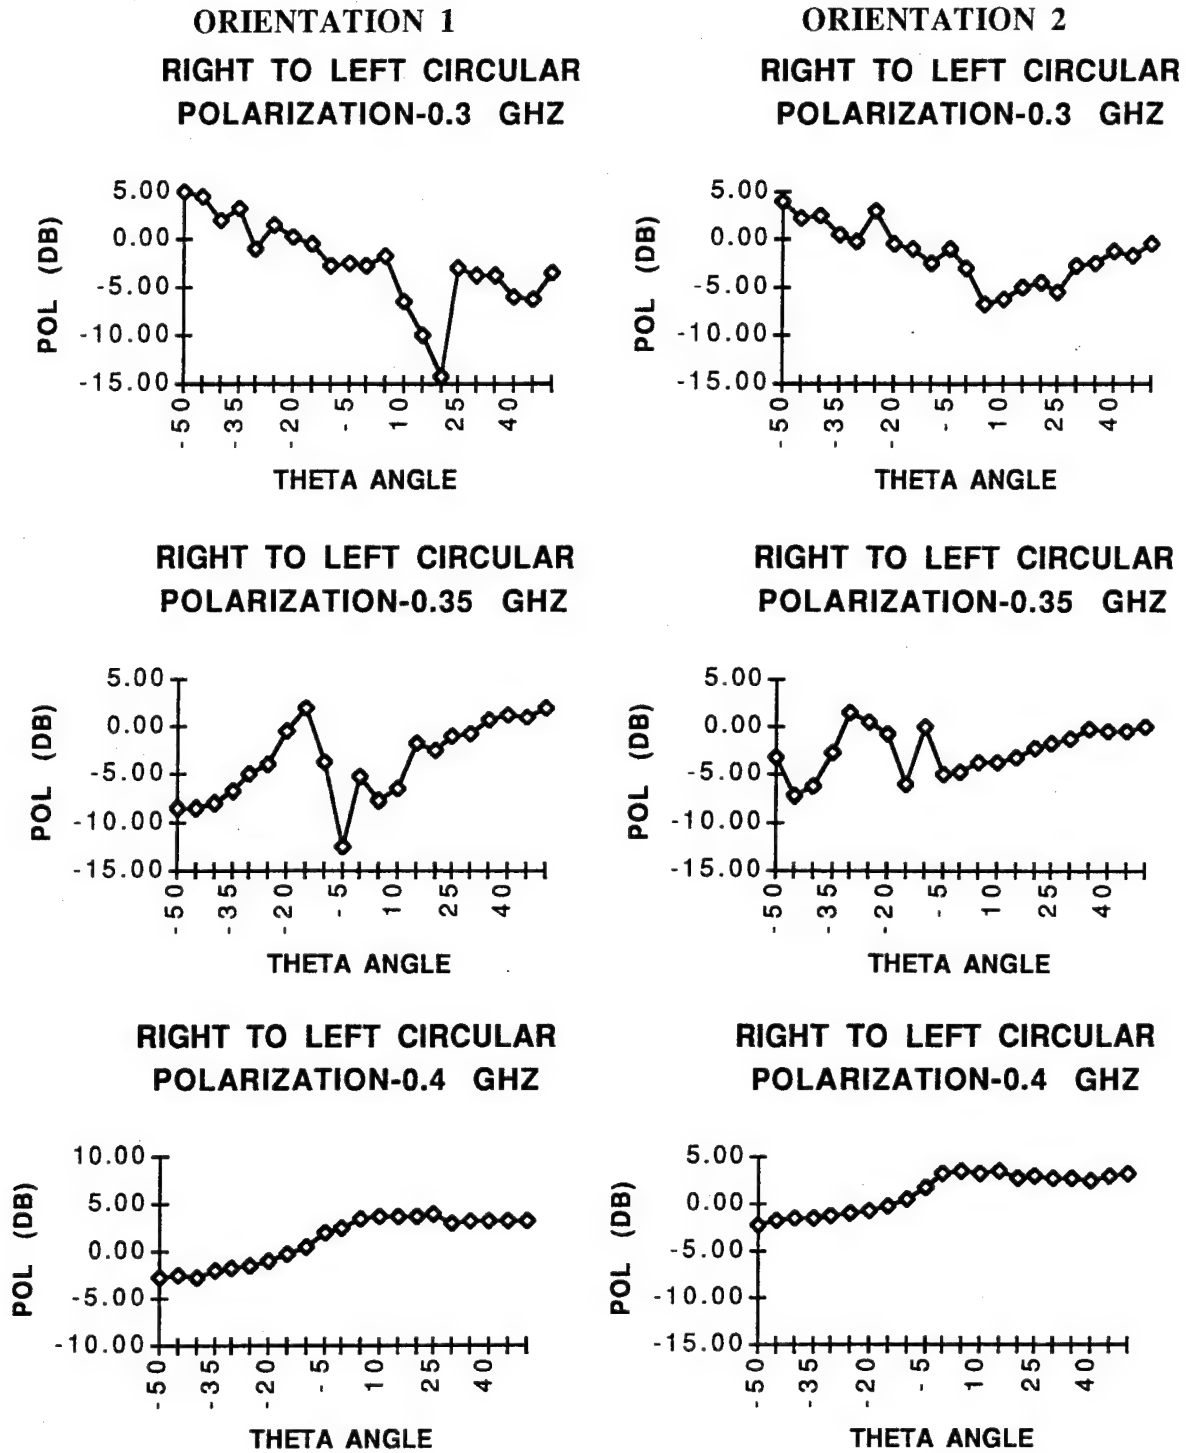 ORIENTATION 1
RIGHT TO LEFT CIRCULAR
POLARIZATION-0.3 GHZ
POL (DB)
5.00
0.00
-5.00
-10.00
-15.00
-50 -35 -20 -5 10 25 40
THETA ANGLE
ORIENTATION 2
RIGHT TO LEFT CIRCULAR
POLARIZATION-0.3 GHZ
POL (DB)
5.00
0.00
-5.00
-10.00
-15.00
-50 -35 -20 -5 10 25 40
THETA ANGLE
RIGHT TO LEFT CIRCULAR
POLARIZATION-0.35 GHZ
POL (DB)
5.00
0.00
-5.00
-10.00
-15.00
-50 -35 -20 -5 10 25 40
THETA ANGLE
RIGHT TO LEFT CIRCULAR
POLARIZATION-0.35 GHZ
POL (DB)
5.00
0.00
-5.00
-10.00
-15.00
-50 -35 -20 -5 10 25 40
THETA ANGLE
RIGHT TO LEFT CIRCULAR
POLARIZATION-0.4 GHZ
POL (DB)
10.00
5.00
0.00
-5.00
-10.00
-50 -35 -20 -5 10 25 40
THETA ANGLE
RIGHT TO LEFT CIRCULAR
POLARIZATION-0.4 GHZ
POL (DB)
5.00
0.00
-5.00
-10.00
-15.00
-50 -35 -20 -5 10 25 40
THETA ANGLE